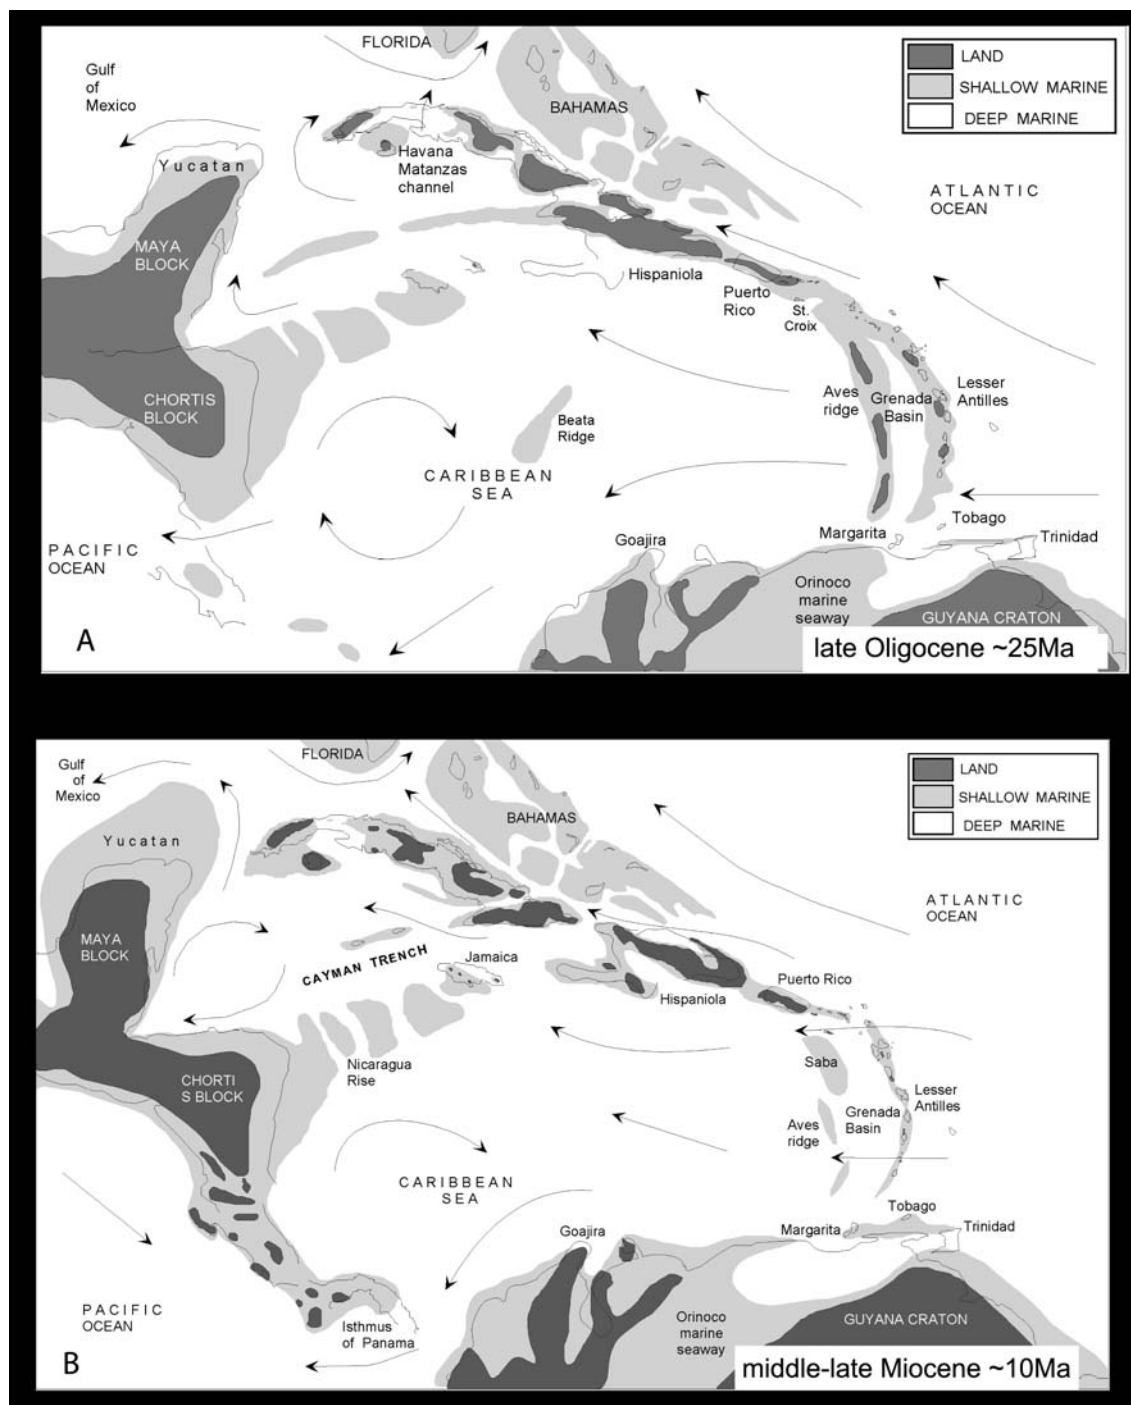 FLORIDA
Gulf
of
Mexico
BAHAMAS
LAND
SHALLOW MARINE
DEEP MARINE
Yucatan
Havana
Matanzas
channel
ATLANTIC
OCEAN
MAYA
BLOCK
Hispaniola
Puerto
Rico
St.
Croix
CHORTIS
BLOCK
Aves
ridge
Grenada
Basin
Lesser
Antilles
Beata
Ridge
CARIBBEAN
SEA
PACIFIC
OCEAN
Goajira
Margarita
Tobago
Trinidad
Orinoco
marine
seaway
GUYANA CRATON
A
late Oligocene ~25Ma
FLORIDA
Gulf
of
Mexico
BAHAMAS
LAND
SHALLOW MARINE
DEEP MARINE
Yucatan
ATLANTIC
OCEAN
MAYA
BLOCK
CAYMAN TRENCH
Jamaica
Hispaniola
Puerto Rico
Nicaragua
Rise
CHORTI
S BLOCK
Saba
Aves
ridge
Grenada
Basin
Lesser
Antilles
CARIBBEAN
SEA
Goajira
Margarita
Tobago
Trinidad
PACIFIC
OCEAN
Isthmus
of Panama
Orinoco
marine
seaway
GUYANA CRATON
B
middle-late Miocene ~10Ma